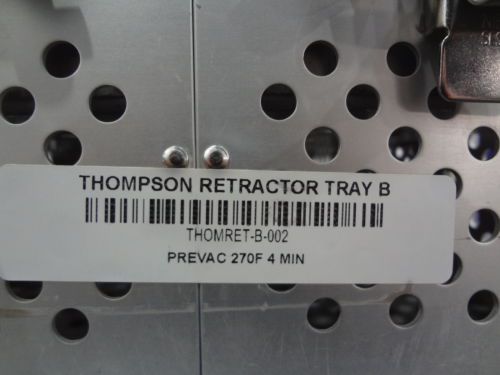 THOMPSON RETRACTOR TRAY B
THOMRET-B-002
PREVAC 270F 4 MIN